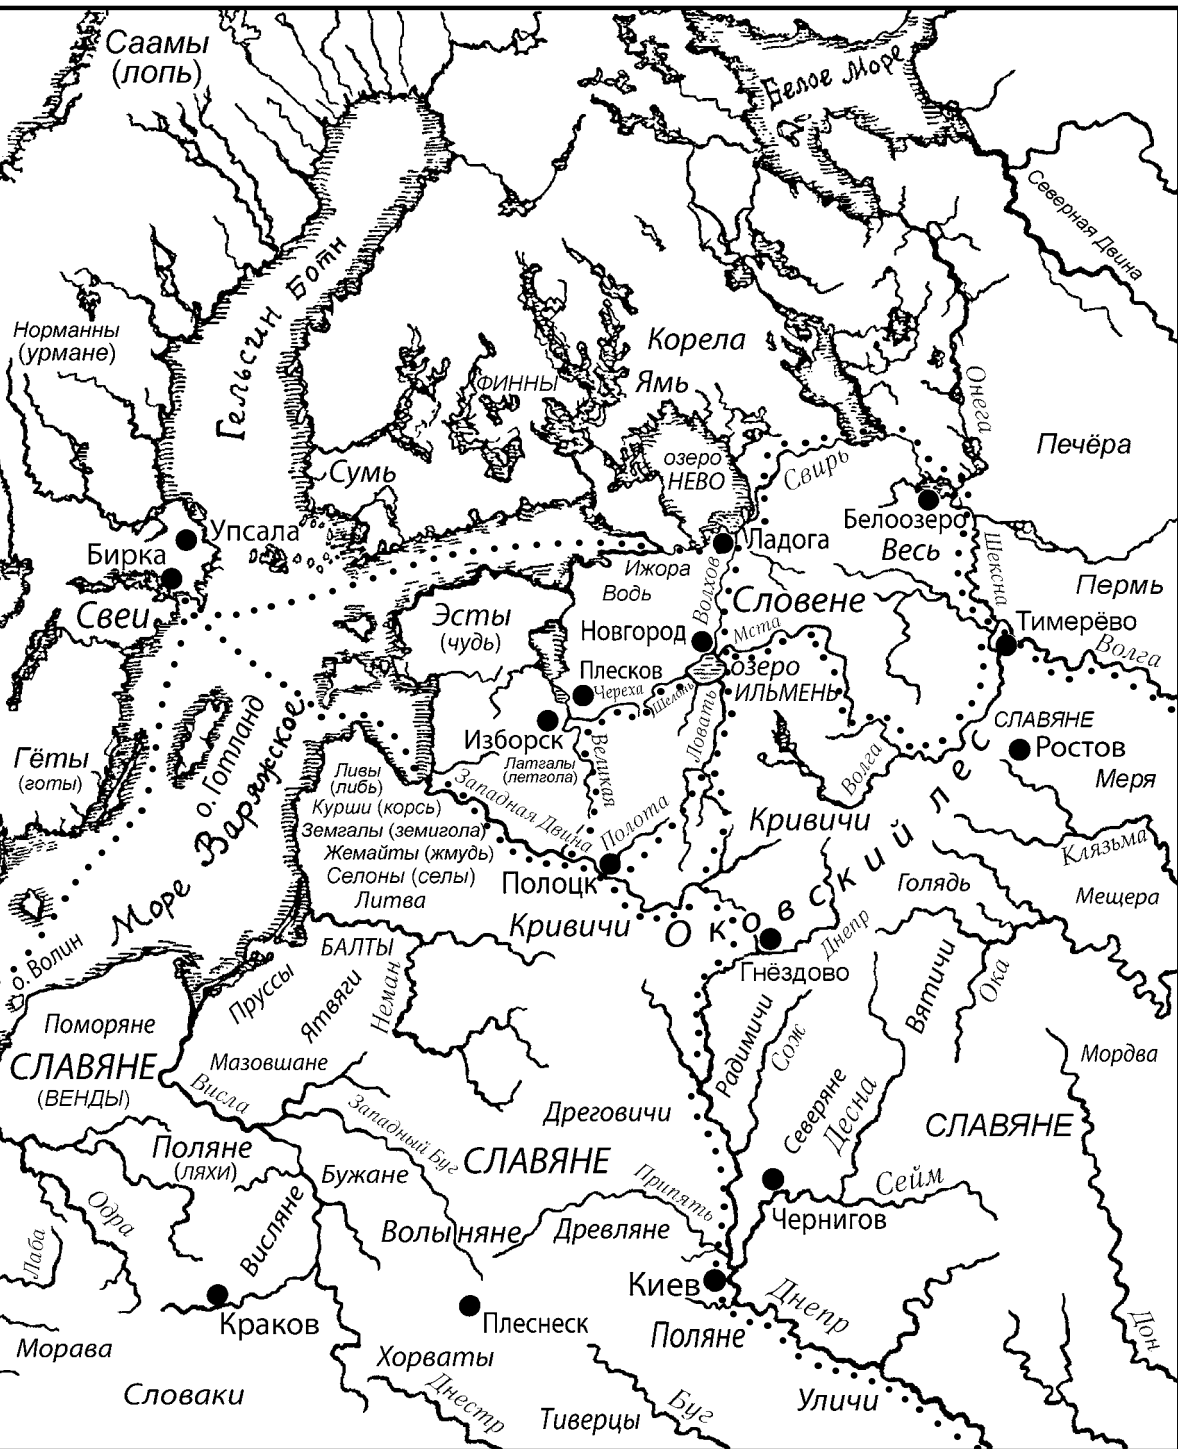 Саамы
(лопь)
Белое Море
Северная Двина
Гельсин Ботн
Норманны
(урмане)
Корела
ФИННЫ
Ямь
Онега
Печёра
озеро
НЕВО
Свирь
Сумь
Белоозеро
Упсала
Бирка
Ладога
Весь
Шексна
Ижора
Пермь
Водь
Волхов
Словене
Свеи
Эсты
(чудь)
Новгород
Мста
Тимерёво
Волга
Плесков
Череха
Шелонь
озеро
ИЛЬМЕНЬ
Ловать
о. Готланд
Изборск
Великая
СЛАВЯНЕ
Ростов
Гёты
(готы)
Латгалы
(летгола)
Меря
Ливы
(либь)
Западная Двина
Волга
Курши (корсь)
Море Варяжское
Земгалы (земигола)
Полота
Кривичи
Клязьма
Жемайты (жмудь)
Селоны (селы)
Полоцк
Голядь
Литва
Мещера
Кривичи
Оковский лес
Днепр
БАЛТЫ
о. Волин
Гнёздово
Пруссы
Ятвяги
Неман
Вятичи
Ока
Поморяне
Радимичи
Сож
Мордва
СЛАВЯНЕ
(ВЕНДЫ)
Мазовшане
Висла
Западный Буг
Дреговичи
Северяне
Десна
СЛАВЯНЕ
Поляне
(ляхи)
СЛАВЯНЕ
Бужане
Припять
Сейм
Одра
Висляне
Волыняне
Древляне
Чернигов
Лаба
Киев
Днепр
Краков
Плеснеск
Поляне
Дон
Морава
Хорваты
Словаки
Днестр
Тиверцы
Буг
Уличи